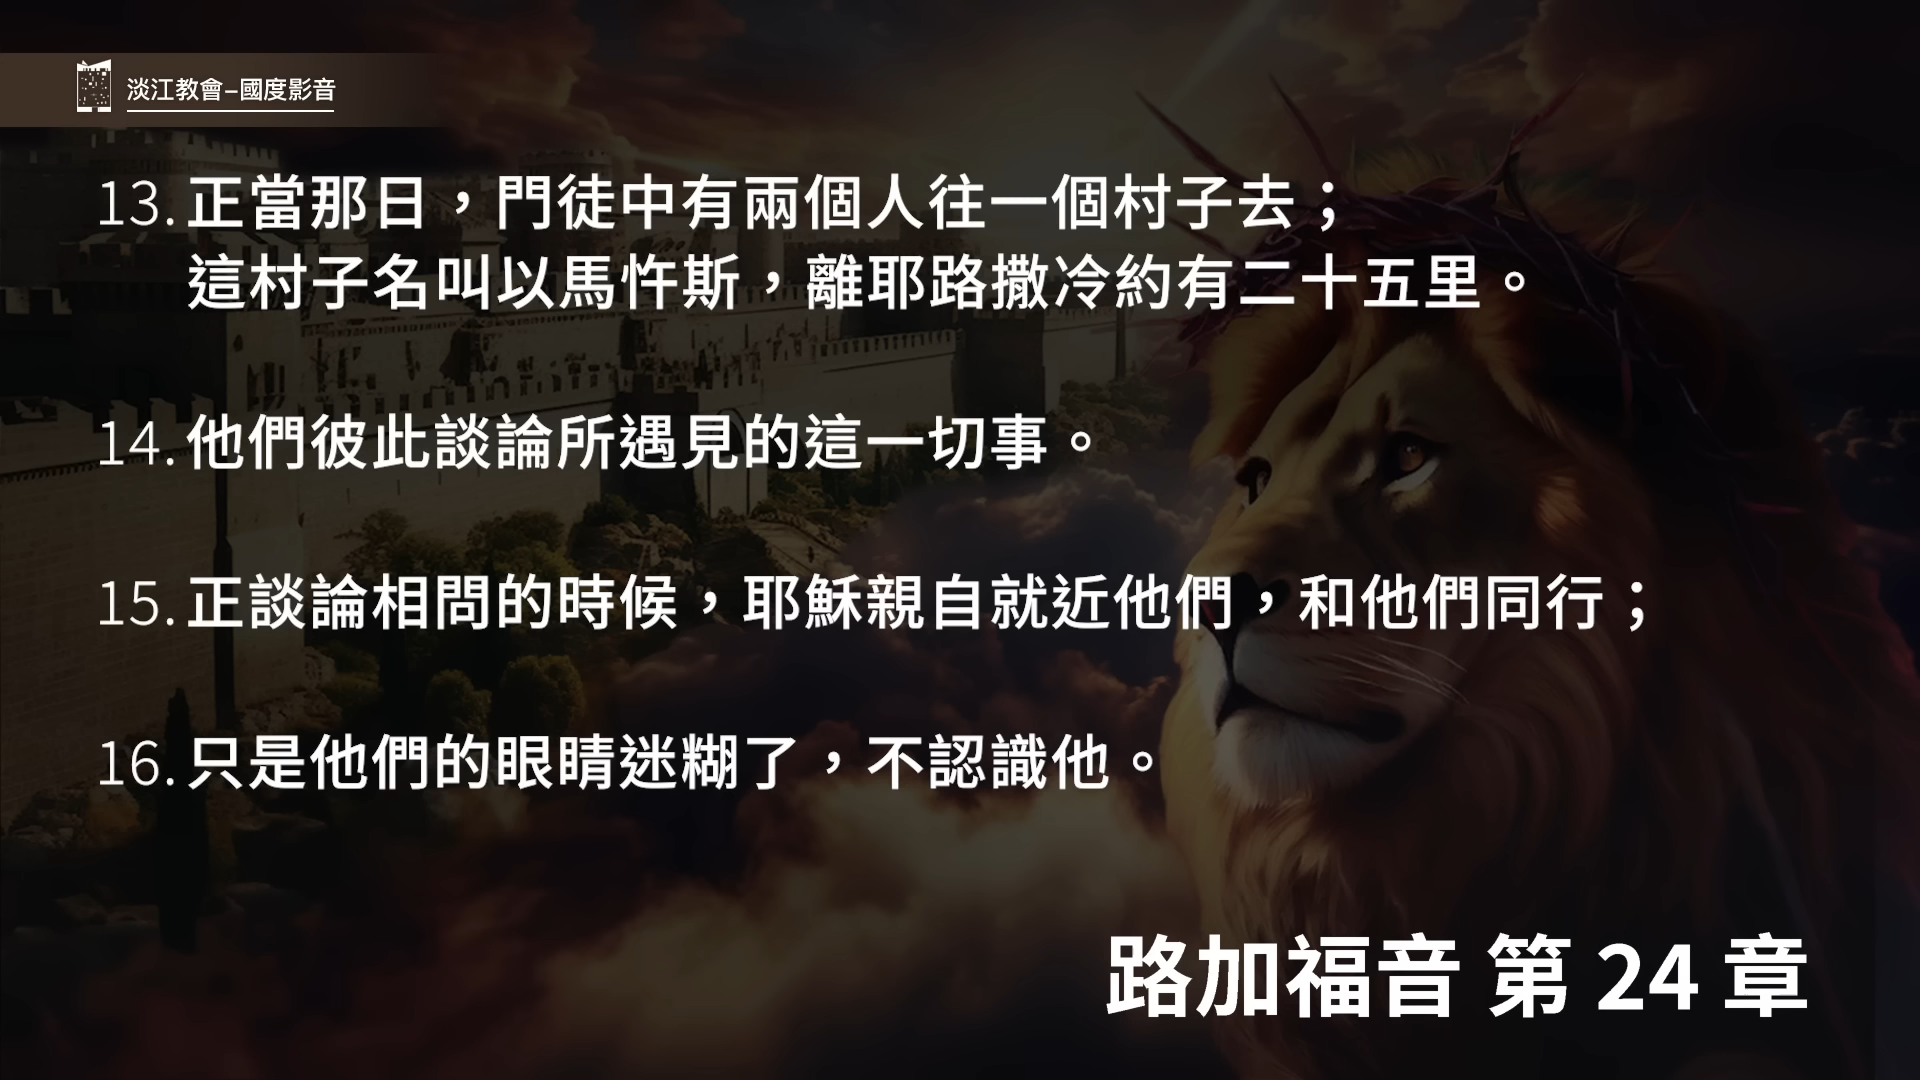 淡江教會–國度影音
13. 正當那日，門徒中有兩個人往一個村子去；
這村子名叫以馬忤斯，離耶路撒冷約有二十五里。
14. 他們彼此談論所遇見的這一切事。
15. 正談論相問的時候，耶穌親自就近他們，和他們同行；
16. 只是他們的眼睛迷糊了，不認識他。
路加福音 第 24 章